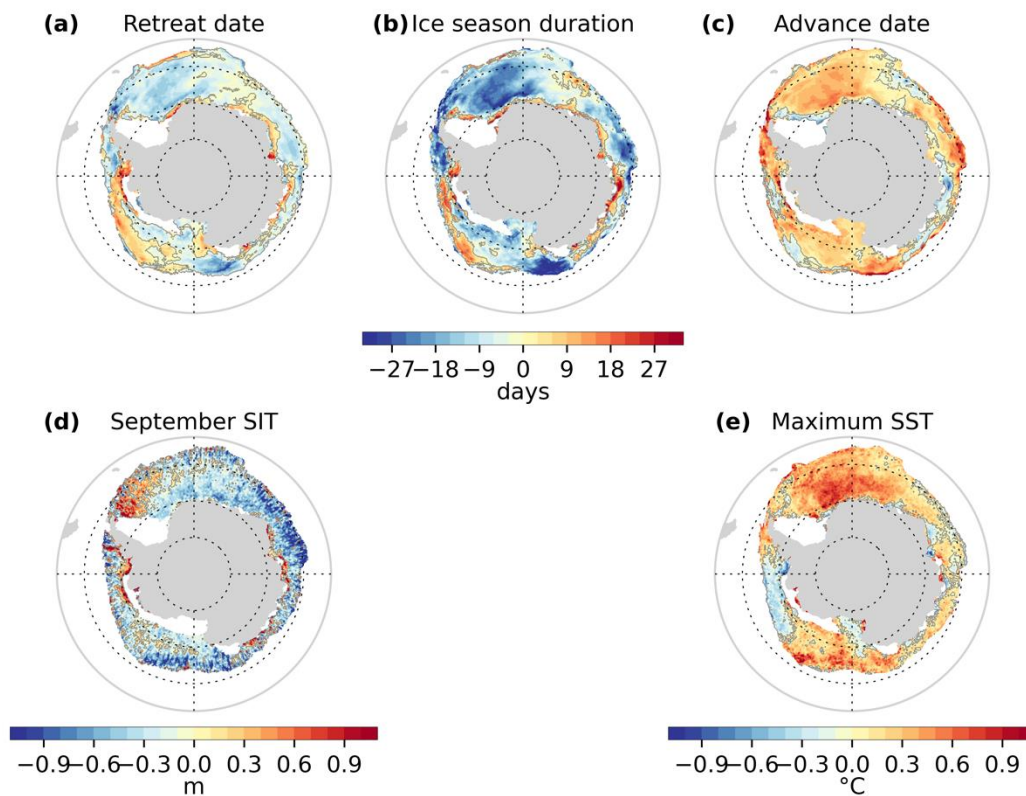 (a) Retreat date
(b) Ice season duration
(c) Advance date
−27 −18 −9 0 9 18 27
days
(d) September SIT
(e) Maximum SST
−0.9 −0.6 −0.3 0.0 0.3 0.6 0.9
m
−0.9 −0.6 −0.3 0.0 0.3 0.6 0.9
°C